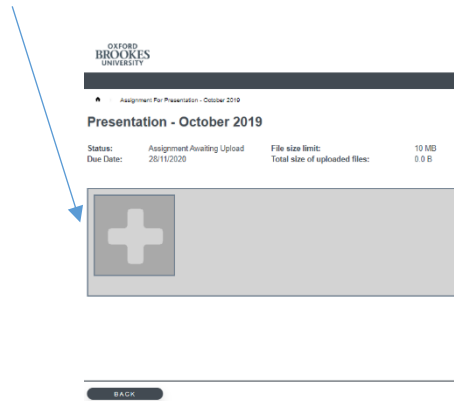 OXFORD
BROOKES
UNIVERSITY
Assignment For Presentation - October 2019
Presentation - October 2019
Status: Assignment Awaiting Upload File size limit: 10 MB
Due Date: 28/11/2020 Total size of uploaded files: 0.0 B
BACK